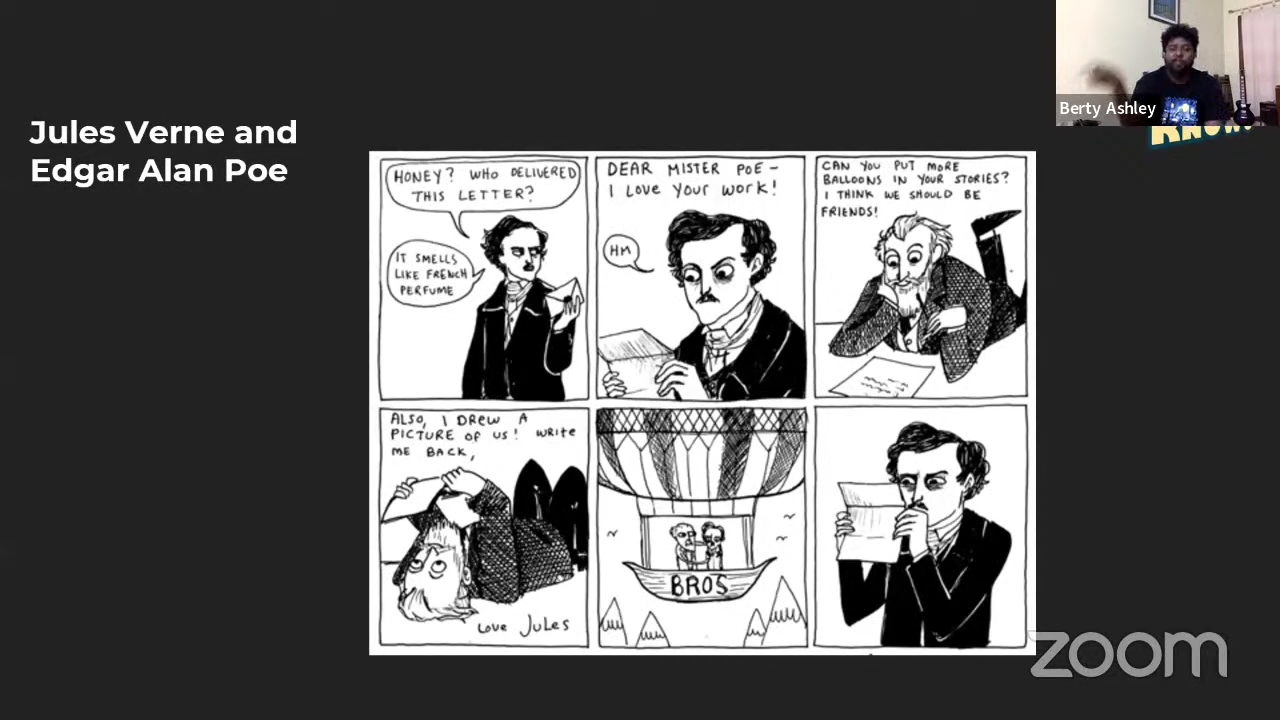 Jules Verne and
Edgar Alan Poe
HONEY? WHO DELIVERED
THIS LETTER?
IT SMELLS
LIKE FRENCH
PERFUME
DEAR MISTER POE –
I LOVE YOUR WORK!
HM
CAN YOU PUT MORE
BALLOONS IN YOUR STORIES?
I THINK WE SHOULD BE
FRIENDS!
ALSO, I DREW A
PICTURE OF US! WRITE
ME BACK,
LOVE JULES
BROS
Berty Ashley
KNOW!
zoom